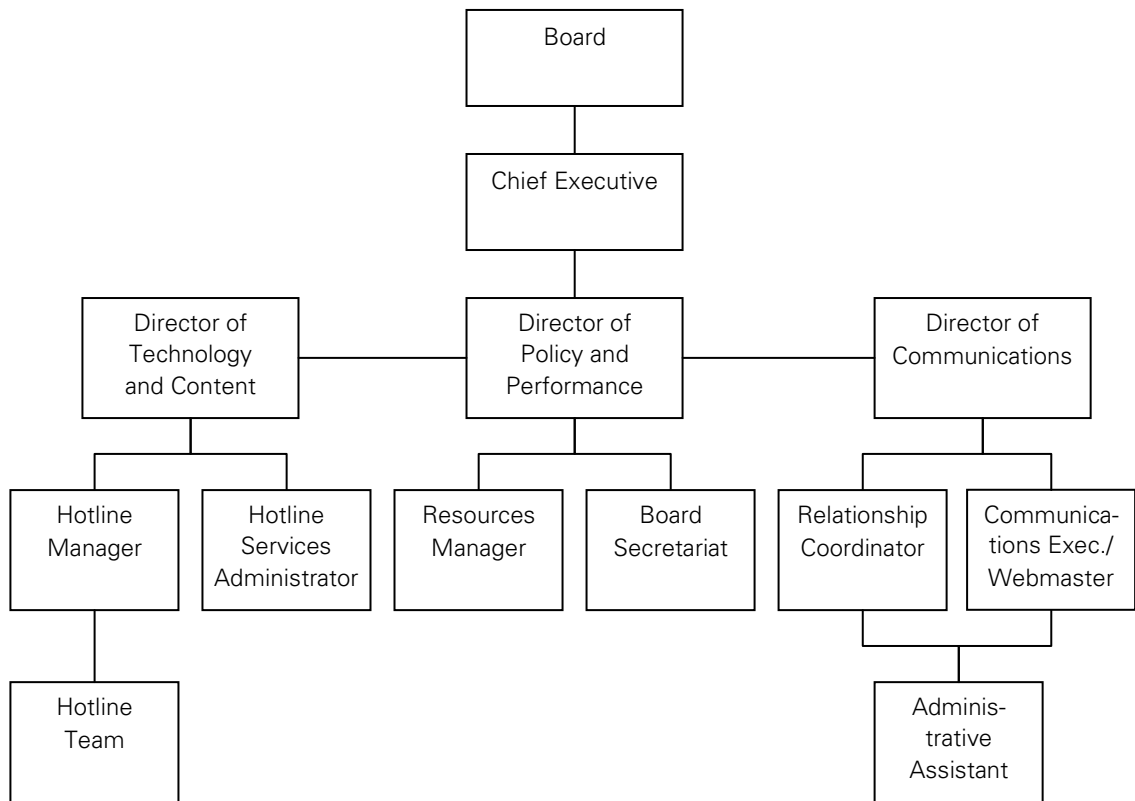 Board
Chief Executive
Director of
Technology
and Content
Director of
Policy and
Performance
Director of
Communications
Hotline
Manager
Hotline
Services
Administrator
Resources
Manager
Board
Secretariat
Relationship
Coordinator
Communica-
tions Exec./
Webmaster
Hotline
Team
Adminis-
trative
Assistant